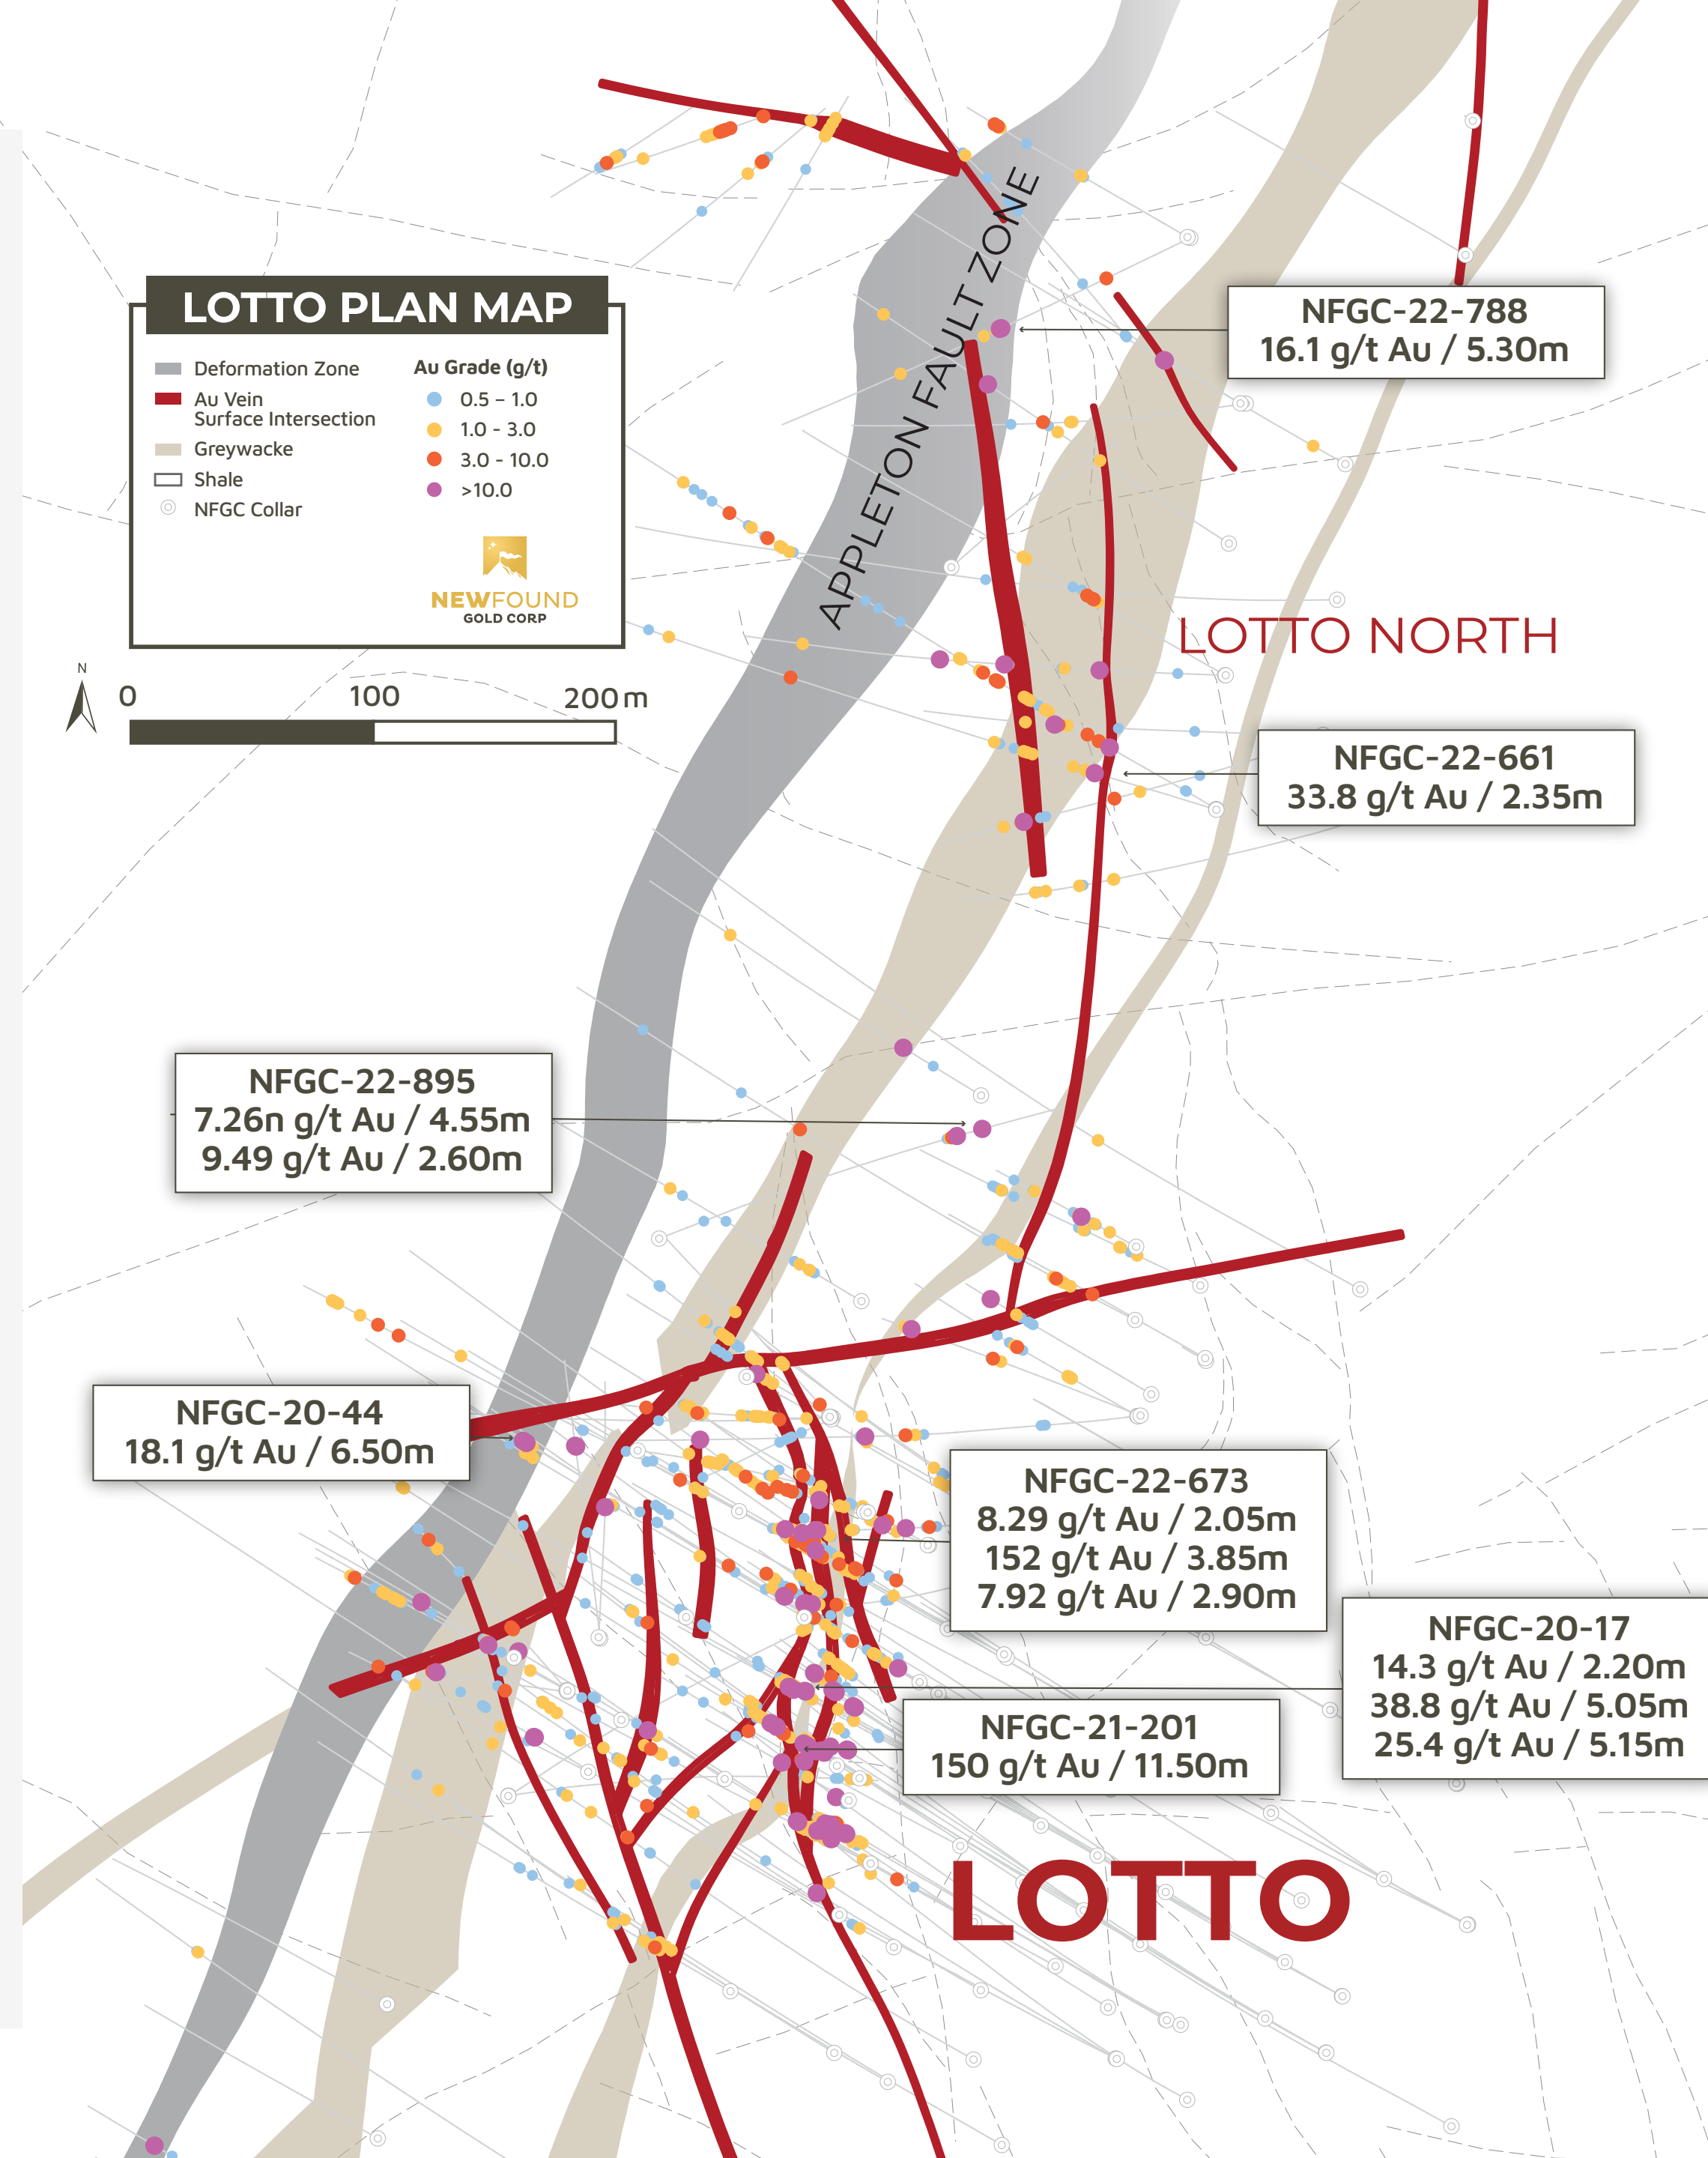 APPLETON FAULT ZONE
LOTTO PLAN MAP
Deformation Zone
Au Vein
Surface Intersection
Greywacke
Shale
NFGC Collar
Au Grade (g/t)
0.5 – 1.0
1.0 - 3.0
3.0 - 10.0
>10.0
NEWFOUND
GOLD CORP
N
0 100 200 m
NFGC-22-788
16.1 g/t Au / 5.30m
LOTTO NORTH
NFGC-22-661
33.8 g/t Au / 2.35m
NFGC-22-895
7.26n g/t Au / 4.55m
9.49 g/t Au / 2.60m
NFGC-20-44
18.1 g/t Au / 6.50m
NFGC-22-673
8.29 g/t Au / 2.05m
152 g/t Au / 3.85m
7.92 g/t Au / 2.90m
NFGC-20-17
14.3 g/t Au / 2.20m
38.8 g/t Au / 5.05m
25.4 g/t Au / 5.15m
NFGC-21-201
150 g/t Au / 11.50m
LOTTO